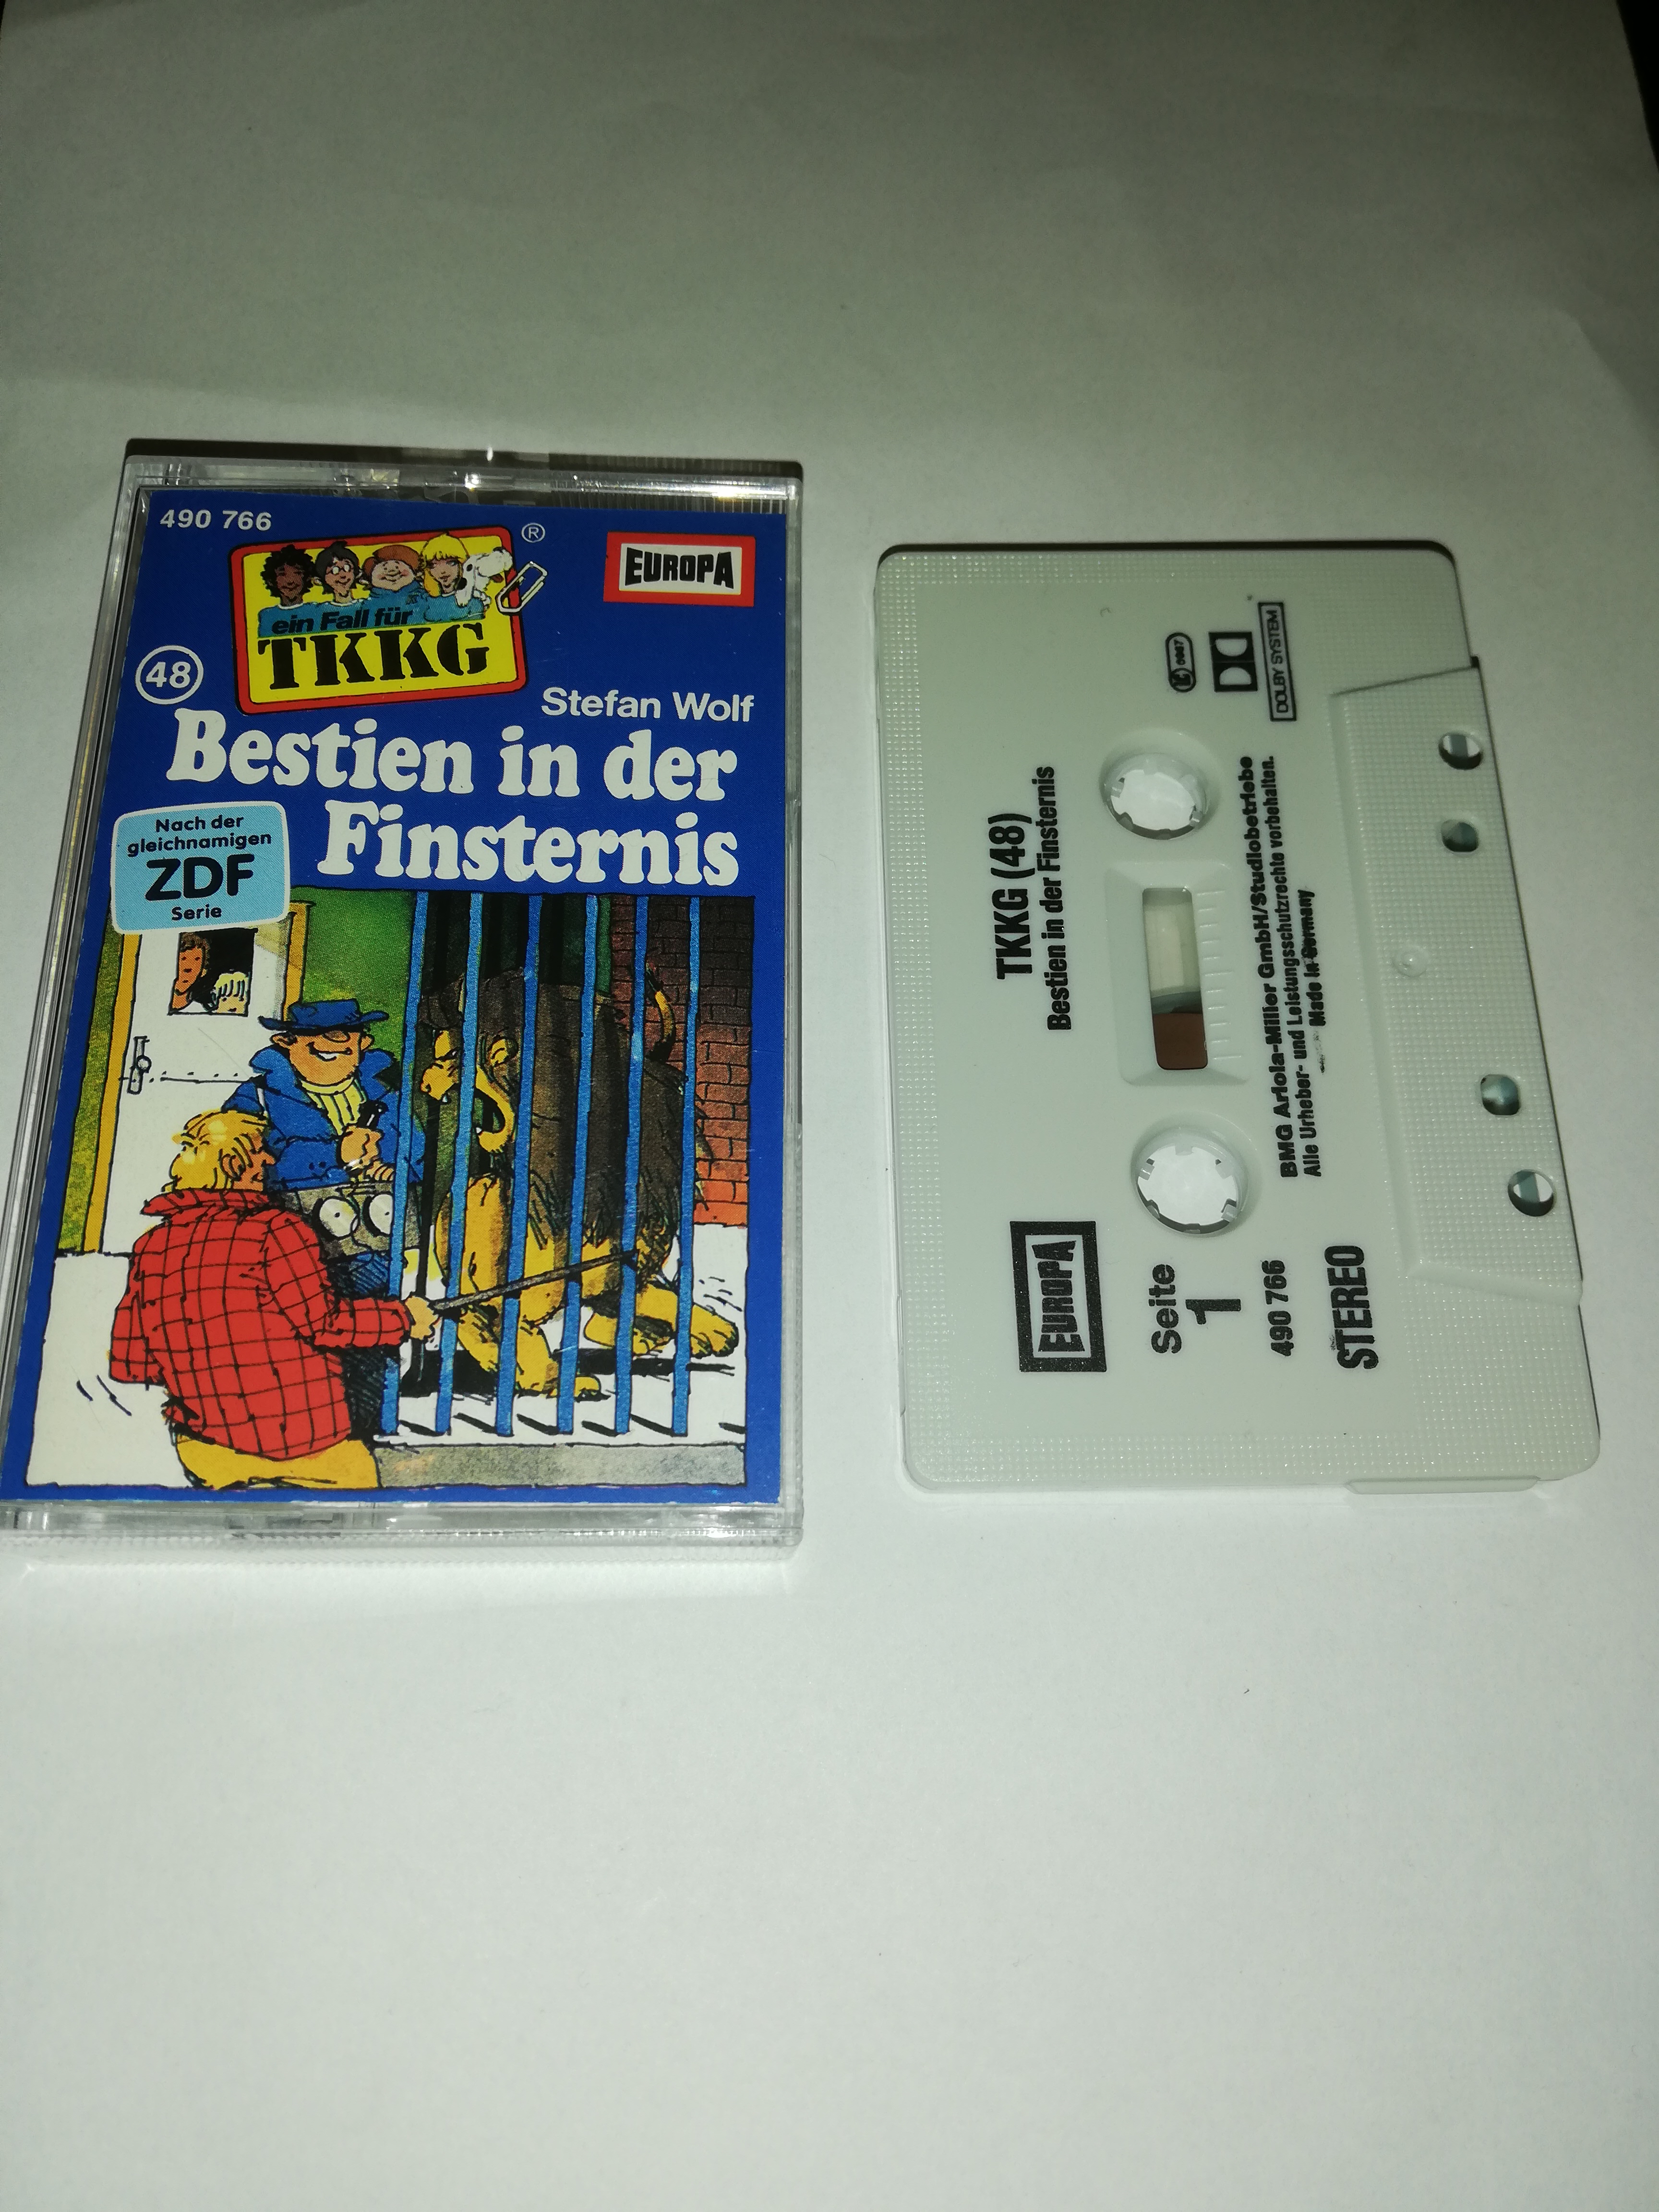 490 766
®
EUROPA
ein Fall für
TKKG
48
Stefan Wolf
Bestien in der
Finsternis
Nach der
gleichnamigen
ZDF
Serie
TKKG (48)
Bestien in der Finsternis
EUROPA
Seite
1
490 766
STEREO
BMG Ariola-Miller GmbH/Studiobetriebe
Alle Urheber- und Leistungsschutzrechte vorbehalten.
Made in Germany
LC 0067
DOLBY SYSTEM